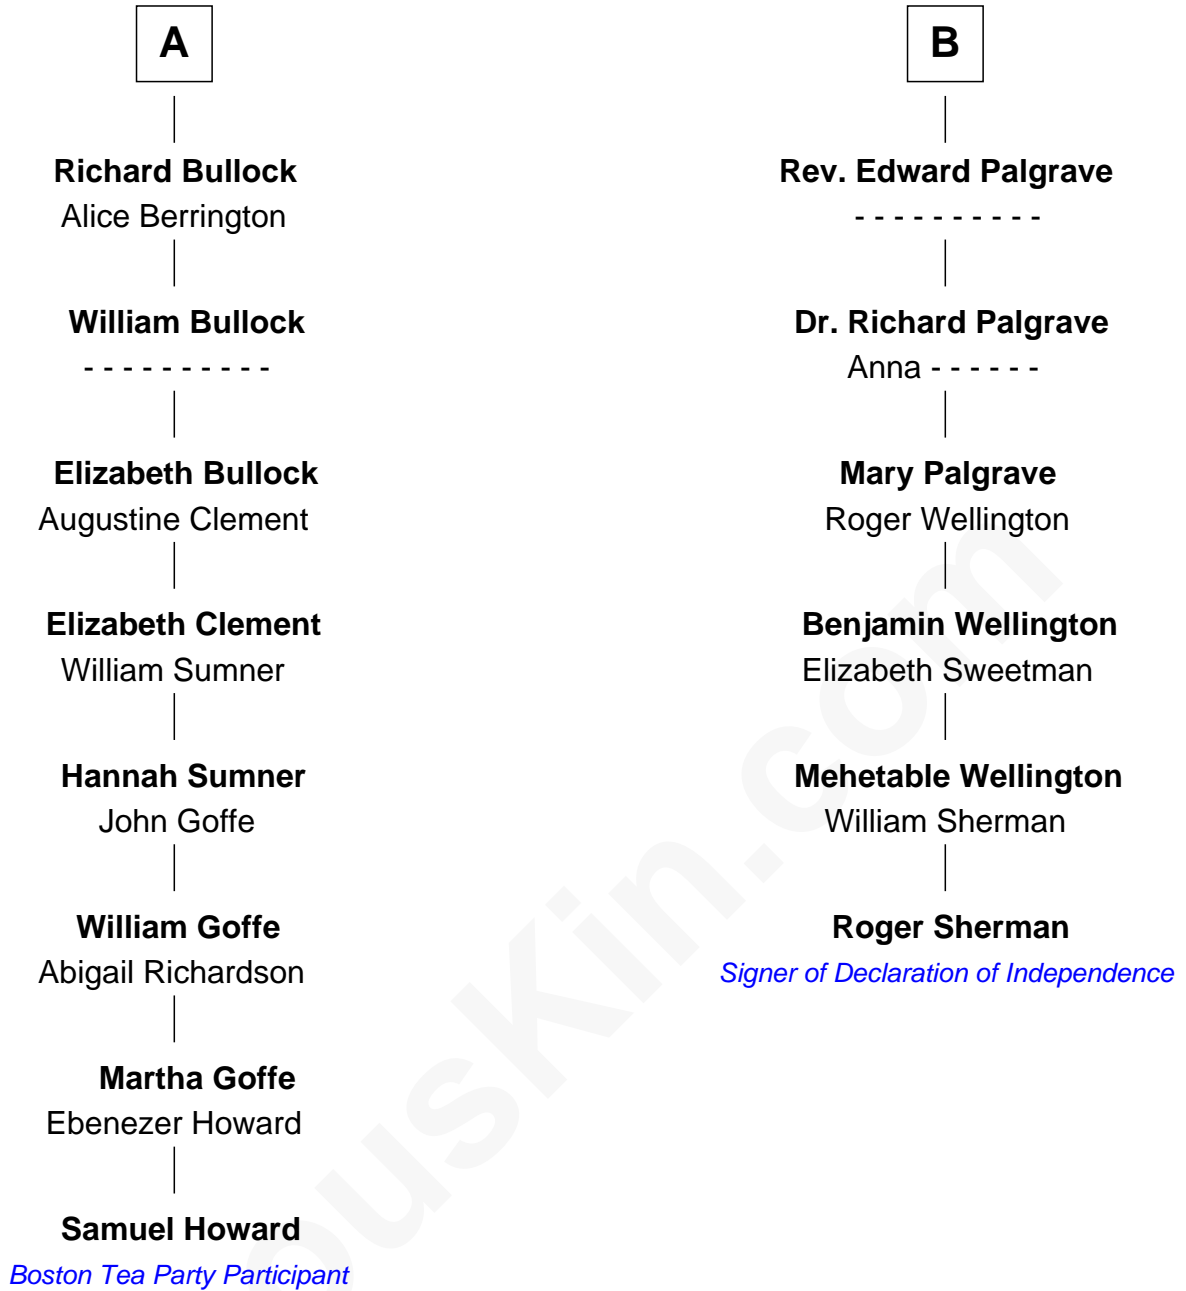 A
Richard Bullock
Alice Berrington
William Bullock
- - - - - - - - - -
Elizabeth Bullock
Augustine Clement
Elizabeth Clement
William Sumner
Hannah Sumner
John Goffe
William Goffe
Abigail Richardson
Martha Goffe
Ebenezer Howard
Samuel Howard
Boston Tea Party Participant
B
Rev. Edward Palgrave
- - - - - - - - - -
Dr. Richard Palgrave
Anna - - - - - -
Mary Palgrave
Roger Wellington
Benjamin Wellington
Elizabeth Sweetman
Mehetable Wellington
William Sherman
Roger Sherman
Signer of Declaration of Independence